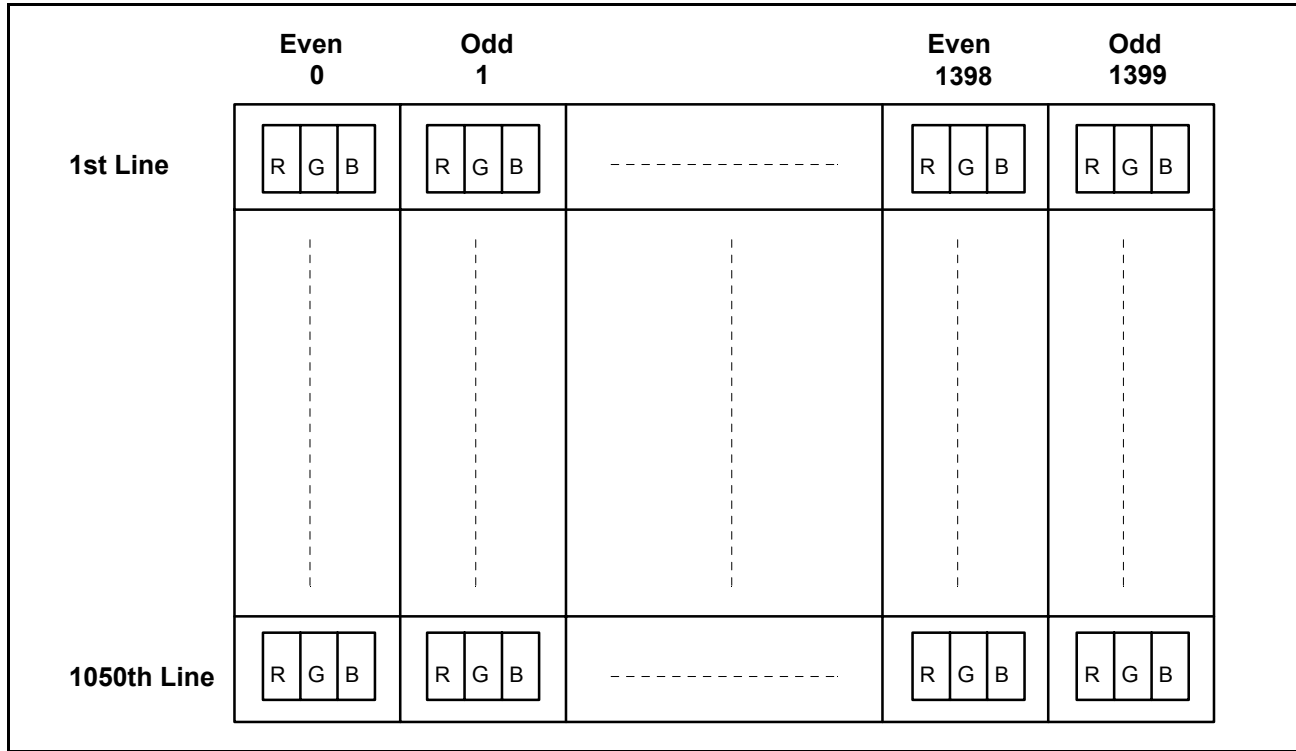 Even Odd Even Odd
0 1 1398 1399
1st Line R G B R G B R G B R G B
1050th Line R G B R G B R G B R G B